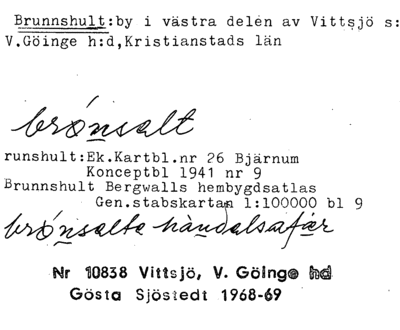 Brunnshult:by i västra delen av Vittsjö s:
V.Göinge h:d,Kristianstads län
brónsalt
runshult:Ek.Kartbl.nr 26 Bjärnum
Konceptbl 1941 nr 9
Brunnshult Bergwalls hembygdsatlas
Gen.stabskartan 1:100000 bl 9
brónsalta hàndalsafär
Nr 10838 Vittsjö, V. Göinge hd
Gösta Sjöstedt 1968-69